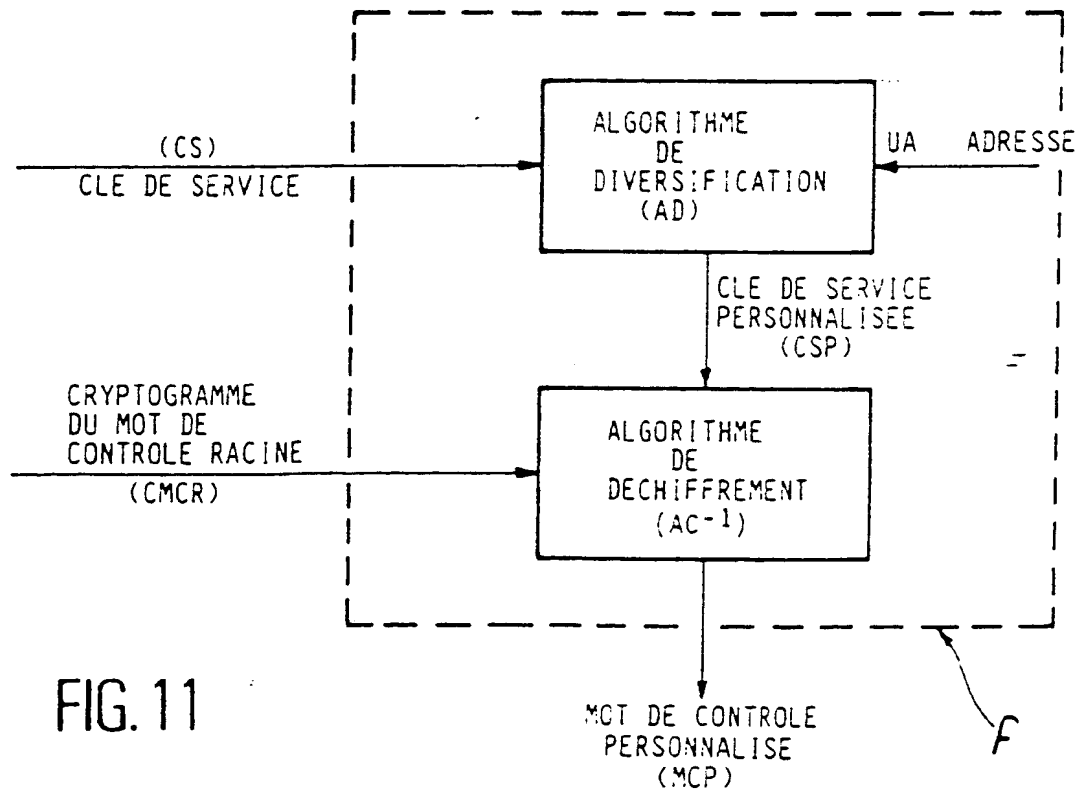 ALGORITHME
DE
DIVERSIFICATION
(AD)
(CS)
CLE DE SERVICE
UA ADRESSE
CLE DE SERVICE
PERSONNALISEE
(CSP)
CRYPTOGRAMME
DU MOT DE
CONTROLE RACINE
(CMCR)
ALGORITHME
DE
DECHIFFREMENT
(AC-1)
FIG. 11
MOT DE CONTROLE
PERSONNALISE
(MCP)
F